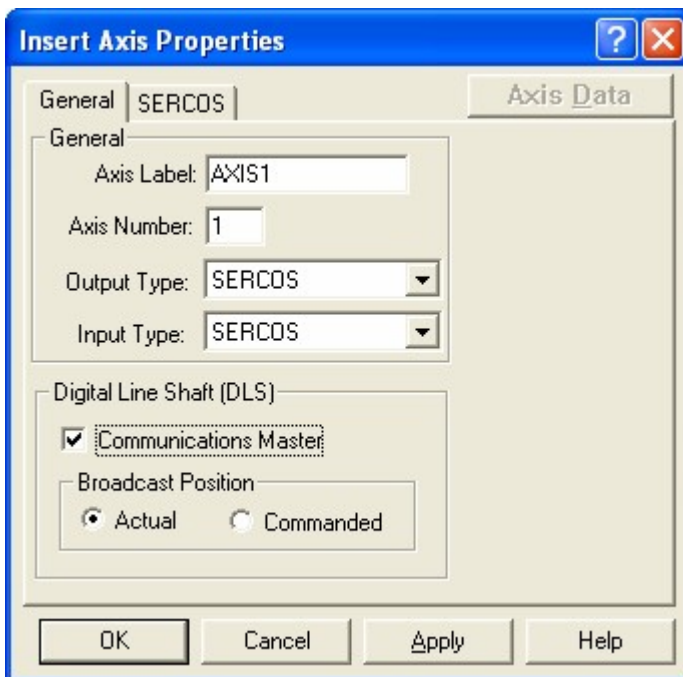 Insert Axis Properties
?
General
SERCOS
Axis Data
General
Axis Label: AXIS1
Axis Number: 1
Output Type: SERCOS
Input Type: SERCOS
Digital Line Shaft (DLS)
Communications Master
Broadcast Position
Actual
Commanded
OK
Cancel
Apply
Help